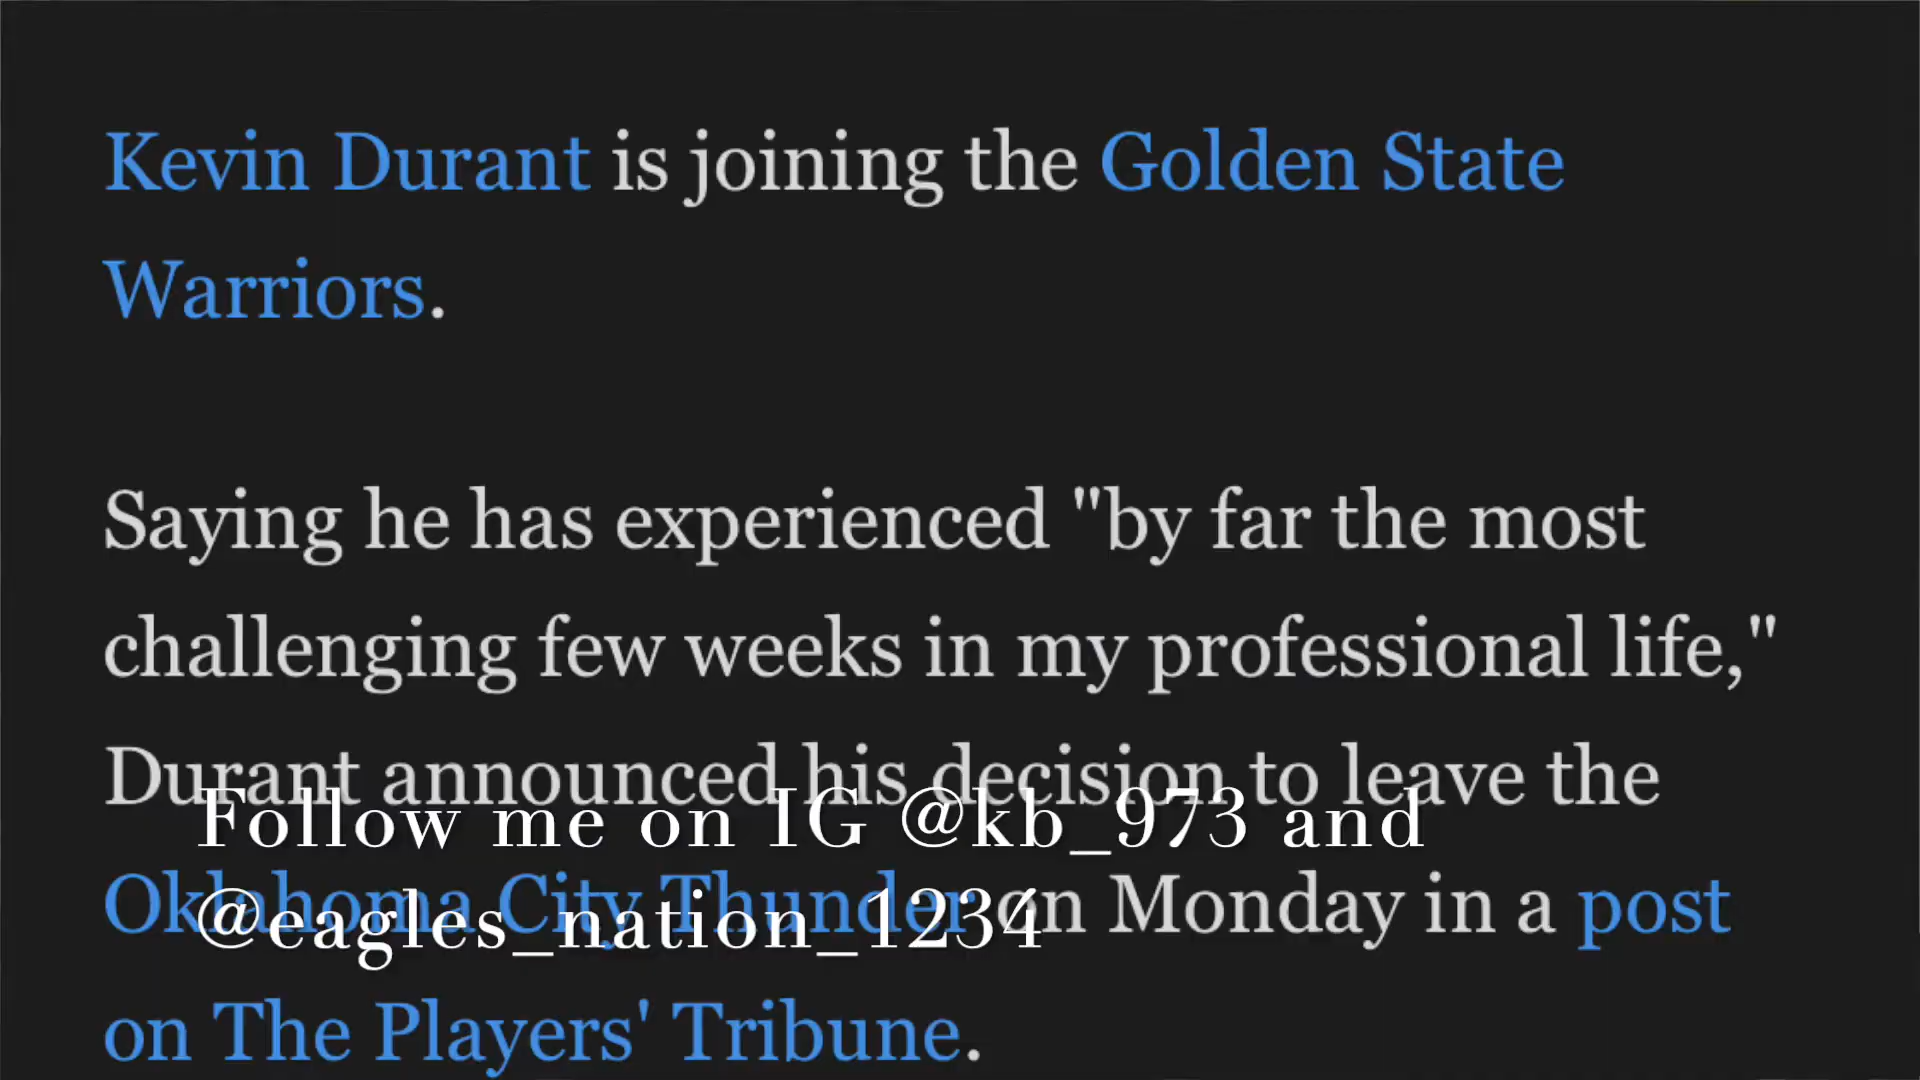 Kevin Durant is joining the Golden State
Warriors.
Saying he has experienced "by far the most
challenging few weeks in my professional life,"
Durant announced his decision to leave the
Follow me on IG @kb_973 and
Oklahoma City Thunder on Monday in a post
@eagles_nation_1234
on The Players' Tribune.